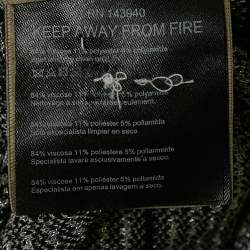 RN 143940
KEEP AWAY FROM FIRE
84% viscose 11% polyester 5% polyamide
84% viscose 11% polyester 5% polyamide
Nettoyage à sec seulement.
84% viscosa 11% poliéster 5% poliamida
Sólo especialista limpiar en seco.
84% viscosa 11% poliestere 5% poliammide
Specialista lavare esclusivamente a secco.
84% viscose 11% poliéster 5% poliamida
Especialista em apenas lavagem a seco.